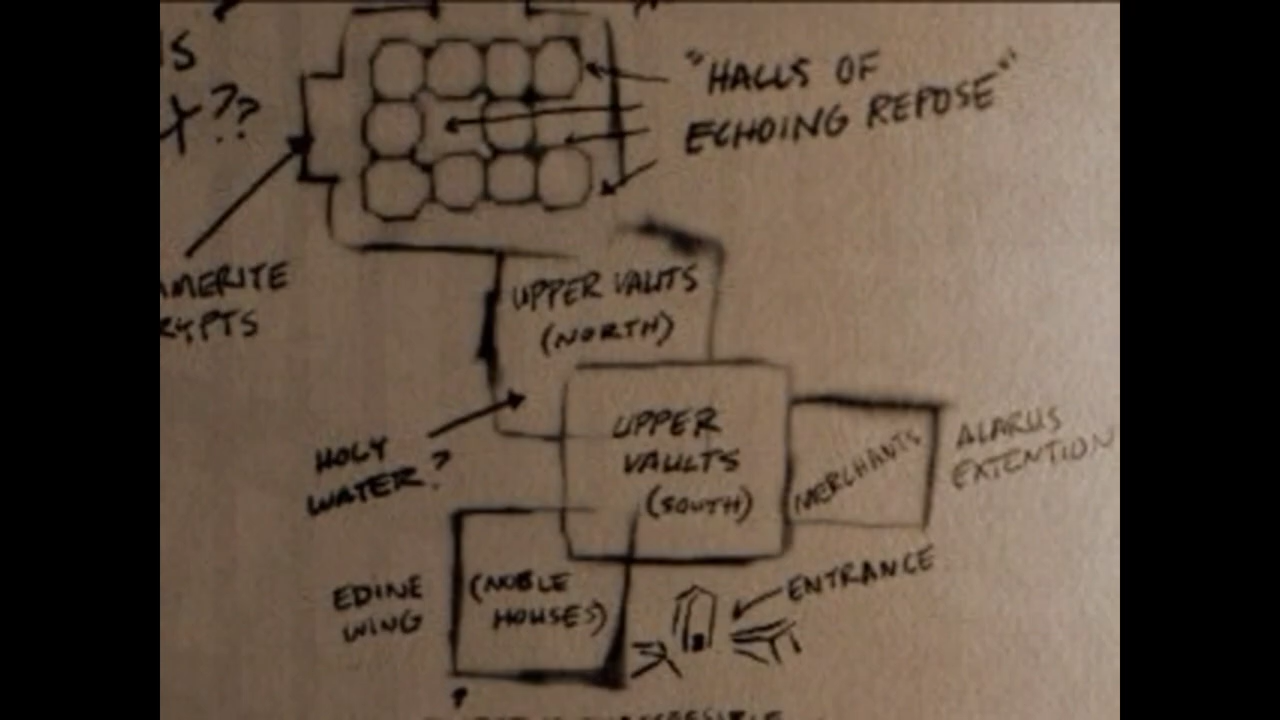 "HALLS OF
ECHOING REPOSE"
UPPER VAULTS
(NORTH)
HOLY
WATER?
UPPER
VAULTS
(SOUTH)
MERCHANTS
ALARUS
EXTENTION
EDINE
WING
(NOBLE
HOUSES)
ENTRANCE